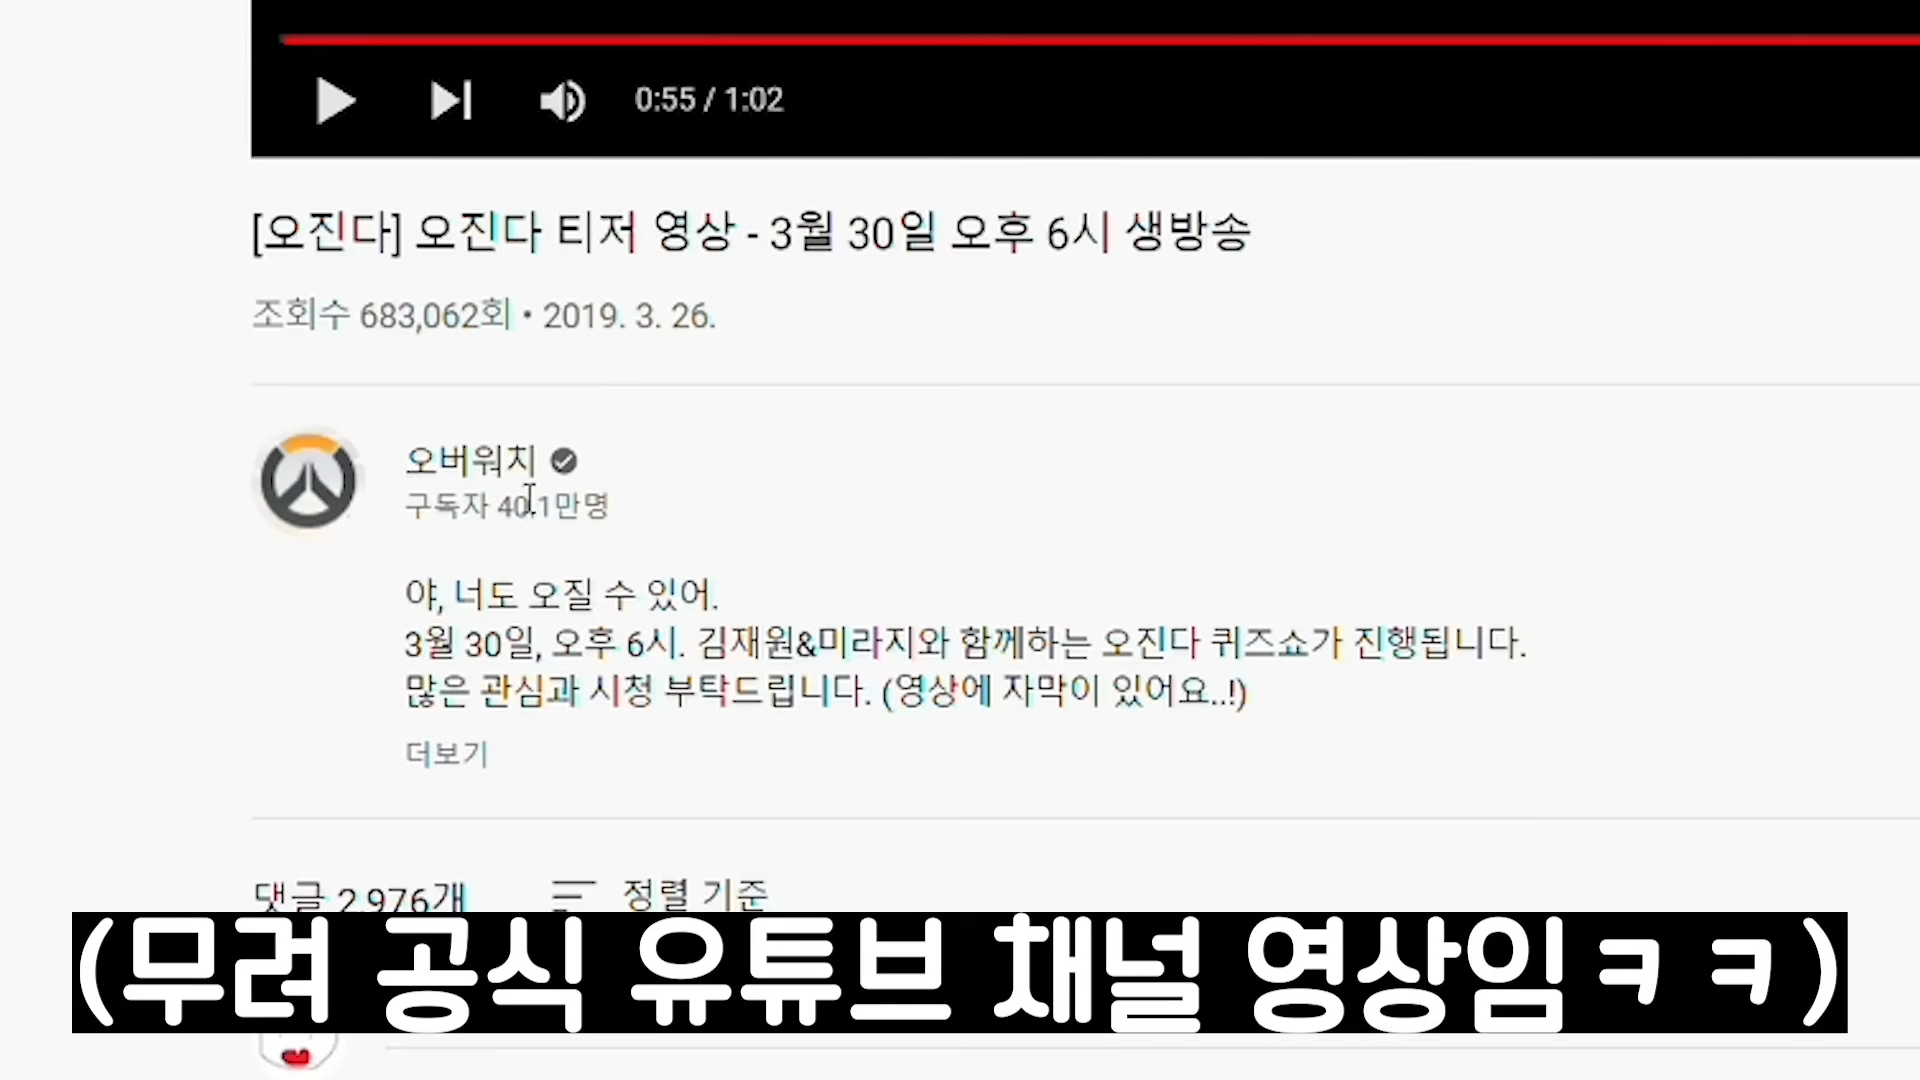 0:55 / 1:02
[오진다] 오진다 티저 영상 - 3월 30일 오후 6시 생방송
조회수 683,062회 • 2019. 3. 26.
오버워치
구독자 40.1만명
야, 너도 오질 수 있어.
3월 30일, 오후 6시. 김재원&미라지와 함께하는 오진다 퀴즈쇼가 진행됩니다.
많은 관심과 시청 부탁드립니다. (영상에 자막이 있어요..!)
더보기
댓글 2,976개 정렬 기준
(무려 공식 유튜브 채널 영상임ㅋㅋ)